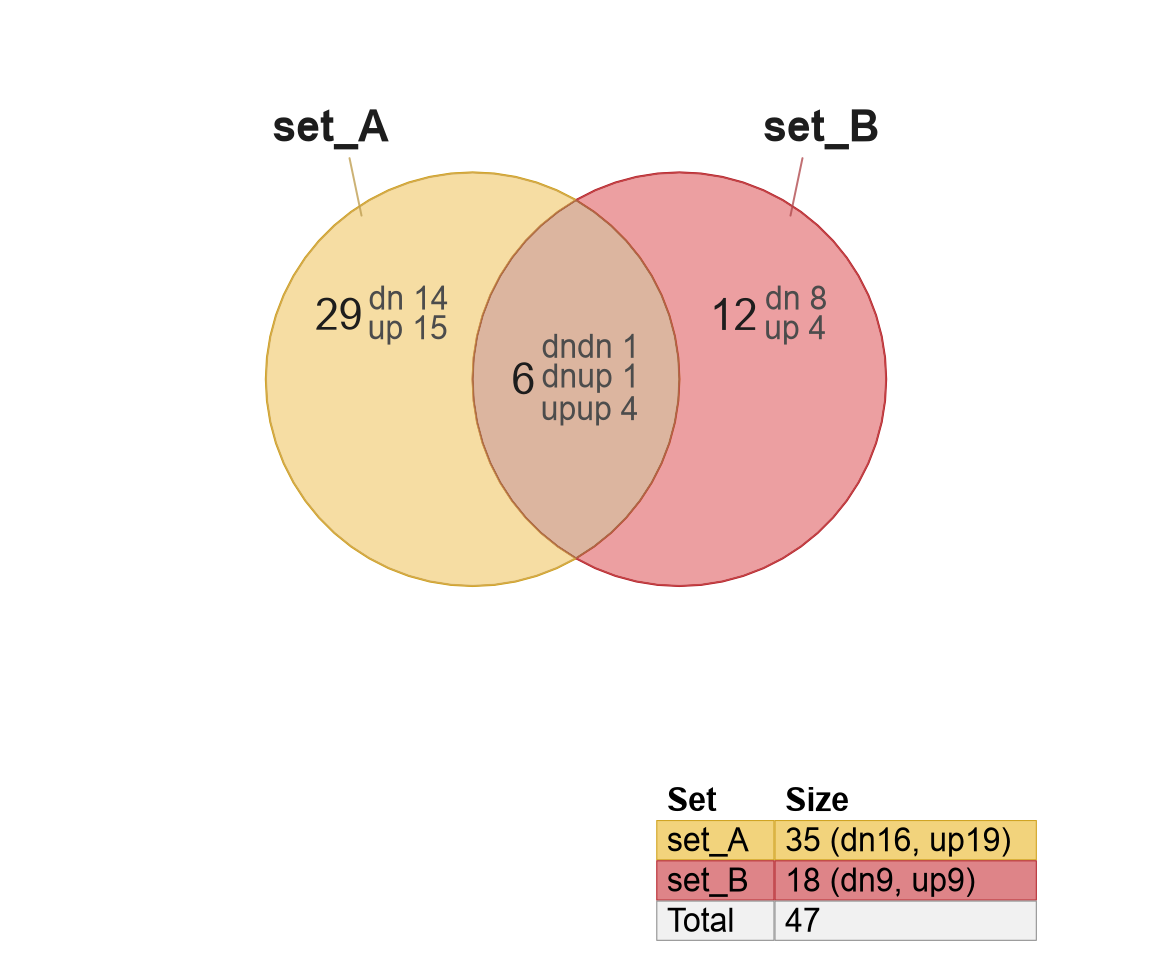 set_A
set_B
29 dn 14
up 15
6 dndn 1
dnup 1
upup 4
12 dn 8
up 4
Set Size
set_A 35 (dn16, up19)
set_B 18 (dn9, up9)
Total 47